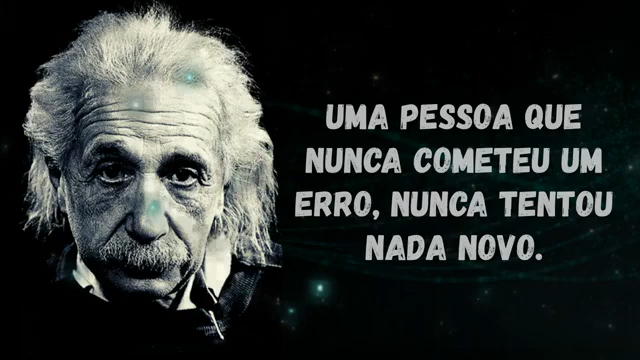 UMA PESSOA QUE
NUNCA COMETEU UM
ERRO, NUNCA TENTOU
NADA NOVO.